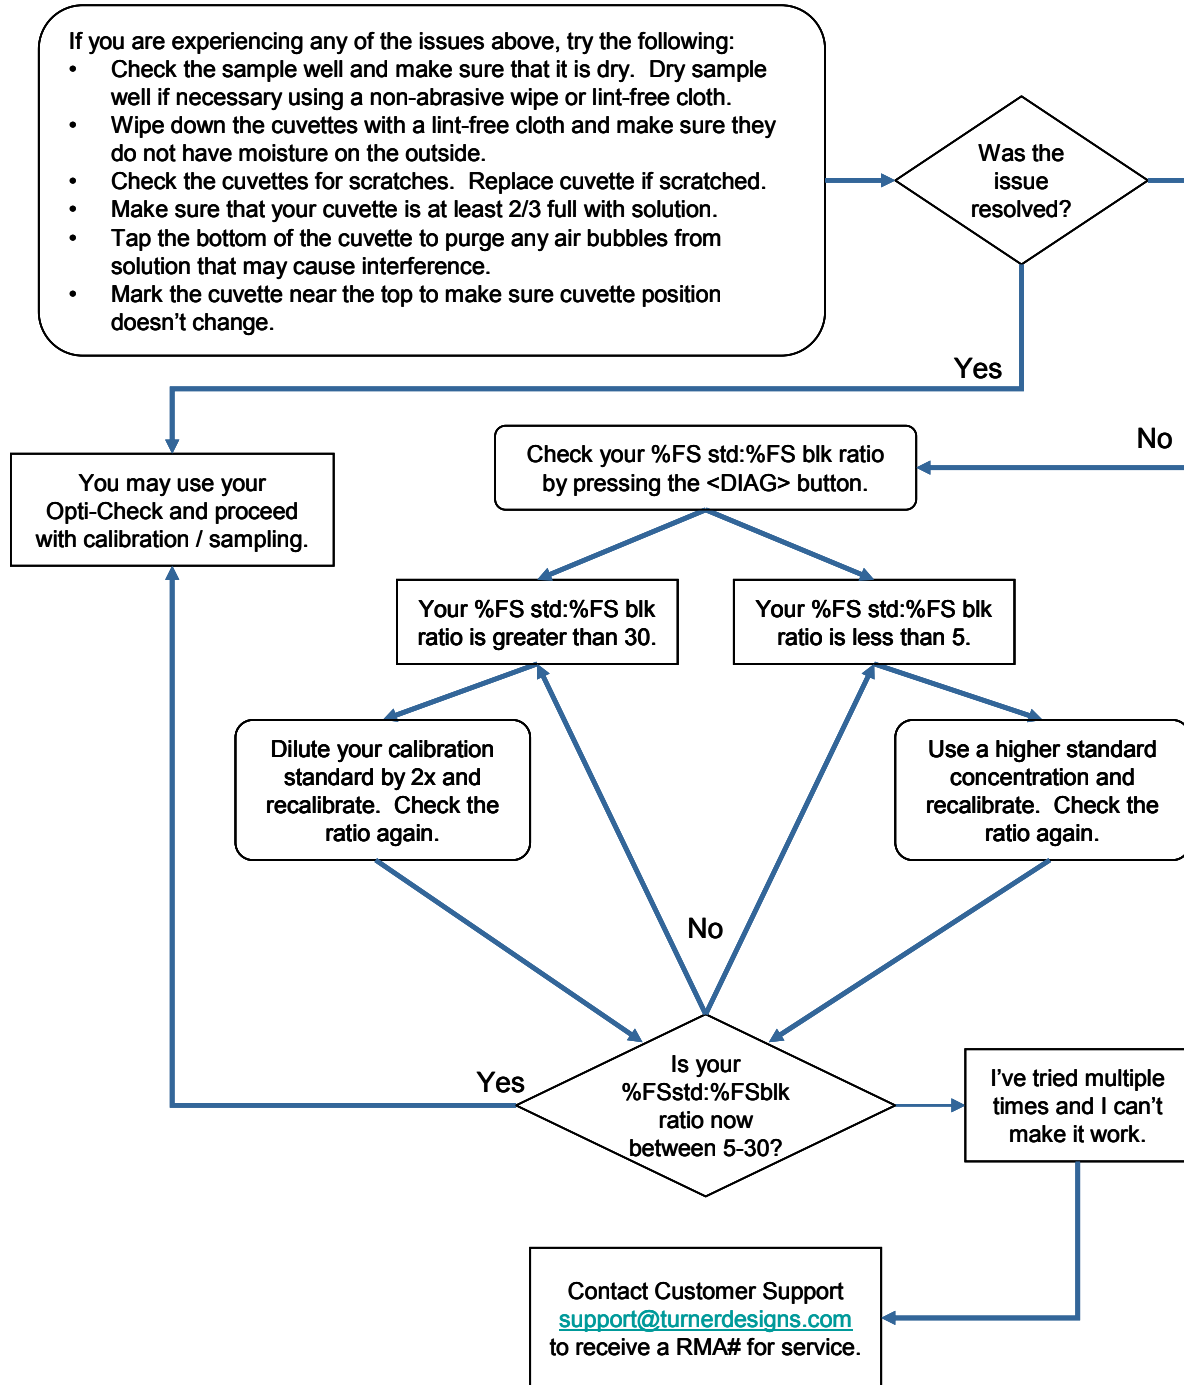 If you are experiencing any of the issues above, try the following:
• Check the sample well and make sure that it is dry. Dry sample
well if necessary using a non-abrasive wipe or lint-free cloth.
• Wipe down the cuvettes with a lint-free cloth and make sure they
do not have moisture on the outside.
• Check the cuvettes for scratches. Replace cuvette if scratched.
• Make sure that your cuvette is at least 2/3 full with solution.
• Tap the bottom of the cuvette to purge any air bubbles from
solution that may cause interference.
• Mark the cuvette near the top to make sure cuvette position
doesn't change.
Was the
issue
resolved?
Yes
No
You may use your
Opti-Check and proceed
with calibration / sampling.
Check your %FS std:%FS blk ratio
by pressing the <DIAG> button.
Your %FS std:%FS blk
ratio is greater than 30.
Your %FS std:%FS blk
ratio is less than 5.
Dilute your calibration
standard by 2x and
recalibrate. Check the
ratio again.
Use a higher standard
concentration and
recalibrate. Check the
ratio again.
No
Yes
Is your
%FSstd:%FSblk
ratio now
between 5-30?
I've tried multiple
times and I can't
make it work.
Contact Customer Support
support@turnerdesigns.com
to receive a RMA# for service.